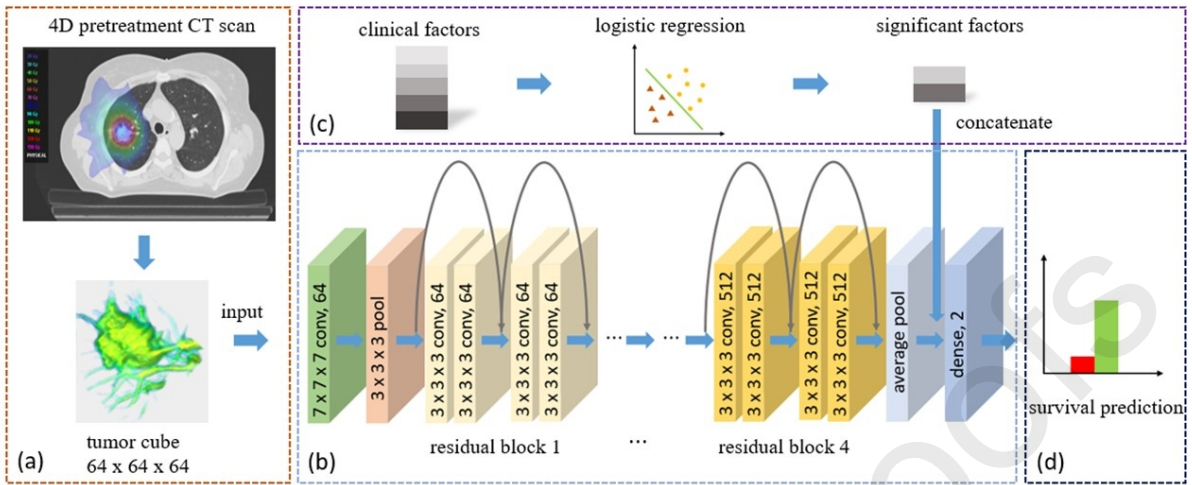 4D pretreatment CT scan
PHYSICAL
input
tumor cube
64 x 64 x 64
(a)
clinical factors
logistic regression
significant factors
(c)
concatenate
7 x 7 x 7 conv, 64
3 x 3 x 3 pool
3 x 3 x 3 conv, 64
3 x 3 x 3 conv, 64
3 x 3 x 3 conv, 64
3 x 3 x 3 conv, 64
... ...
3 x 3 x 3 conv, 512
3 x 3 x 3 conv, 512
3 x 3 x 3 conv, 512
3 x 3 x 3 conv, 512
average pool
dense, 2
residual block 1
...
residual block 4
(b)
survival prediction
(d)
oofs